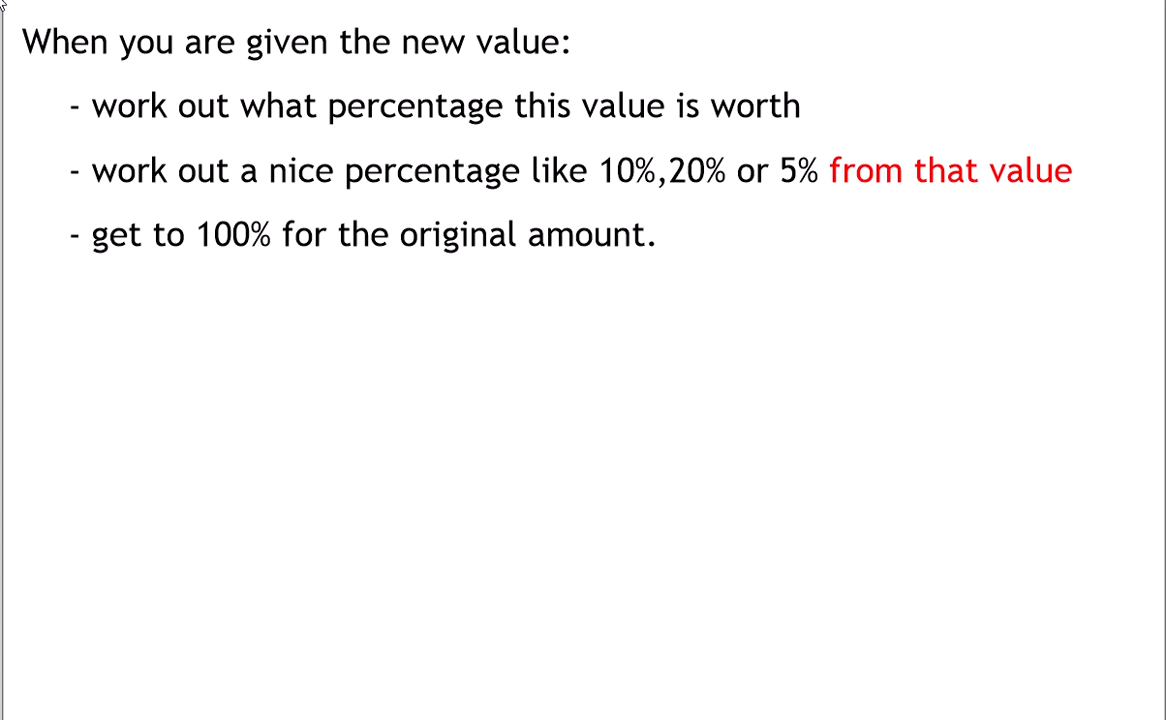 When you are given the new value:
- work out what percentage this value is worth
- work out a nice percentage like 10%,20% or 5% from that value
- get to 100% for the original amount.